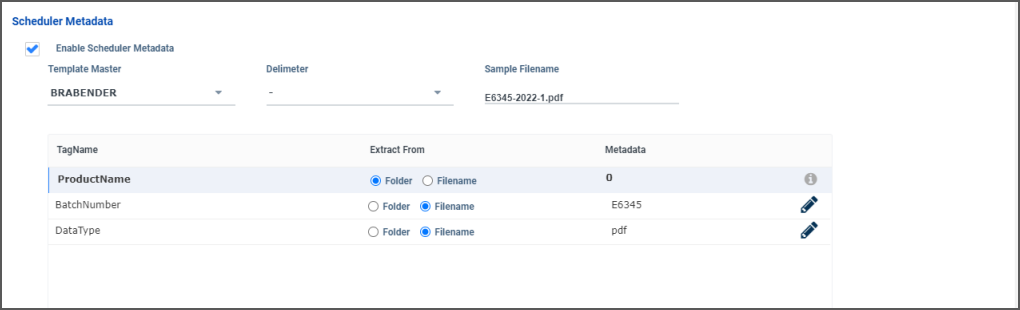 Scheduler Metadata
Enable Scheduler Metadata
Template Master Delimeter Sample Filename
BRABENDER - E6345-2022-1.pdf
TagName Extract From Metadata
ProductName Folder Filename 0
BatchNumber Folder Filename E6345
DataType Folder Filename pdf